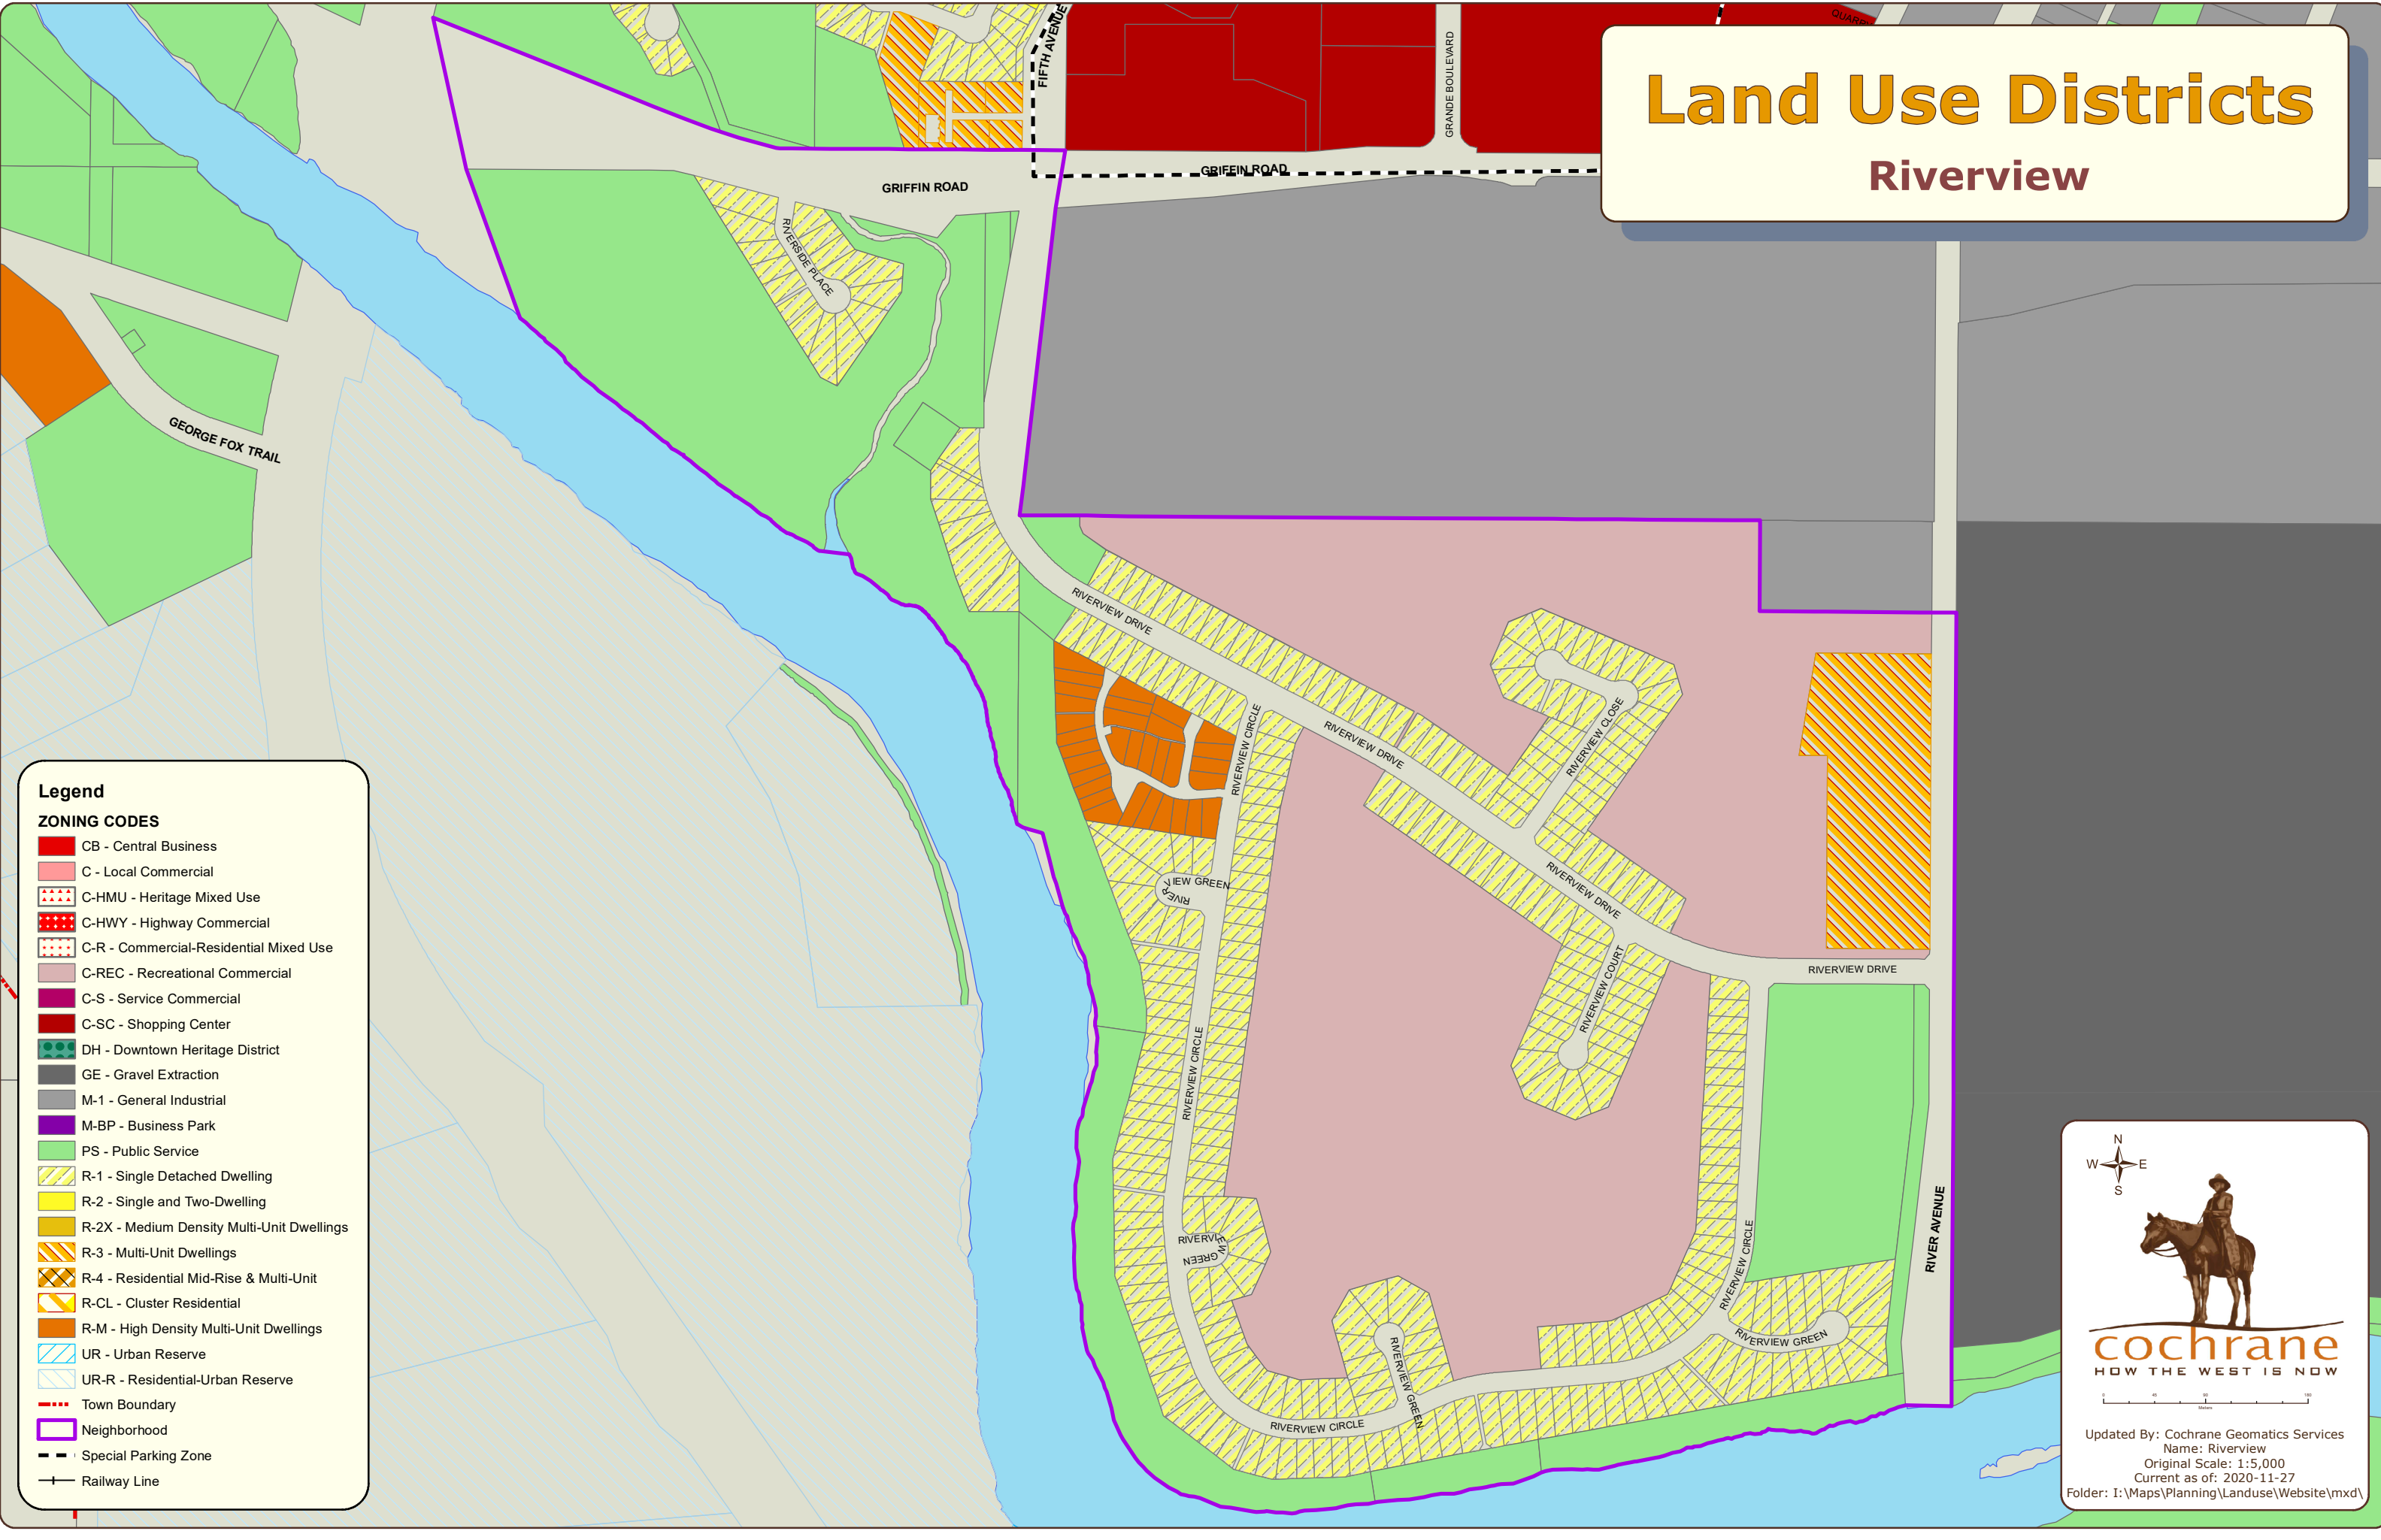 Land Use Districts
Riverview
FIFTH AVENUE
GRANDE BOULEVARD
GRIFFIN ROAD
GRIFFIN ROAD
RIVERSIDE PLACE
GEORGE FOX TRAIL
RIVERVIEW DRIVE
RIVERVIEW DRIVE
RIVERVIEW CLOSE
RIVERVIEW CIRCLE
RIVERVIEW DRIVE
RIVERVIEW GREEN
RIVERVIEW COURT
RIVERVIEW DRIVE
RIVERVIEW CIRCLE
RIVERVIEW GREEN
RIVERVIEW CIRCLE
RIVER AVENUE
RIVERVIEW GREEN
RIVERVIEW GREEN
RIVERVIEW CIRCLE
Legend
ZONING CODES
CB - Central Business
C - Local Commercial
C-HMU - Heritage Mixed Use
C-HWY - Highway Commercial
C-R - Commercial-Residential Mixed Use
C-REC - Recreational Commercial
C-S - Service Commercial
C-SC - Shopping Center
DH - Downtown Heritage District
GE - Gravel Extraction
M-1 - General Industrial
M-BP - Business Park
PS - Public Service
R-1 - Single Detached Dwelling
R-2 - Single and Two-Dwelling
R-2X - Medium Density Multi-Unit Dwellings
R-3 - Multi-Unit Dwellings
R-4 - Residential Mid-Rise & Multi-Unit
R-CL - Cluster Residential
R-M - High Density Multi-Unit Dwellings
UR - Urban Reserve
UR-R - Residential-Urban Reserve
Town Boundary
Neighborhood
Special Parking Zone
Railway Line
N
W E
S
cochrane
HOW THE WEST IS NOW
Meters
Updated By: Cochrane Geomatics Services
Name: Riverview
Original Scale: 1:5,000
Current as of: 2020-11-27
Folder: I:\Maps\Planning\Landuse\Website\mxd\